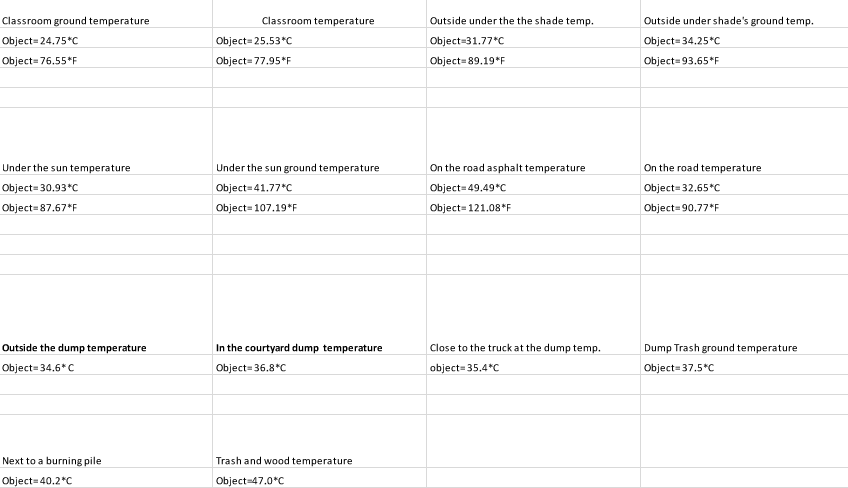 Classroom ground temperature
Classroom temperature
Outside under the the shade temp.
Outside under shade's ground temp.
Object=24.75*C
Object=25.53*C
Object=31.77*C
Object=34.25*C
Object=76.55*F
Object=77.95*F
Object=89.19*F
Object=93.65*F
Under the sun temperature
Under the sun ground temperature
On the road asphalt temperature
On the road temperature
Object=30.93*C
Object=41.77*C
Object=49.49*C
Object=32.65*C
Object=87.67*F
Object=107.19*F
Object=121.08*F
Object=90.77*F
Outside the dump temperature
In the courtyard dump temperature
Close to the truck at the dump temp.
Dump Trash ground temperature
Object=34.6* C
Object=36.8*C
object=35.4*C
Object=37.5*C
Next to a burning pile
Trash and wood temperature
Object=40.2*C
Object=47.0*C